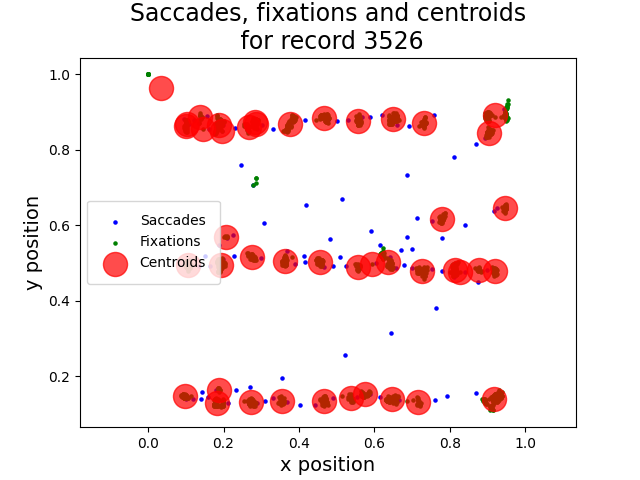 Saccades, fixations and centroids
for record 3526
y position
1.0
0.8
0.6
0.4
0.2
Saccades
Fixations
Centroids
0.0
0.2
0.4
0.6
0.8
1.0
x position